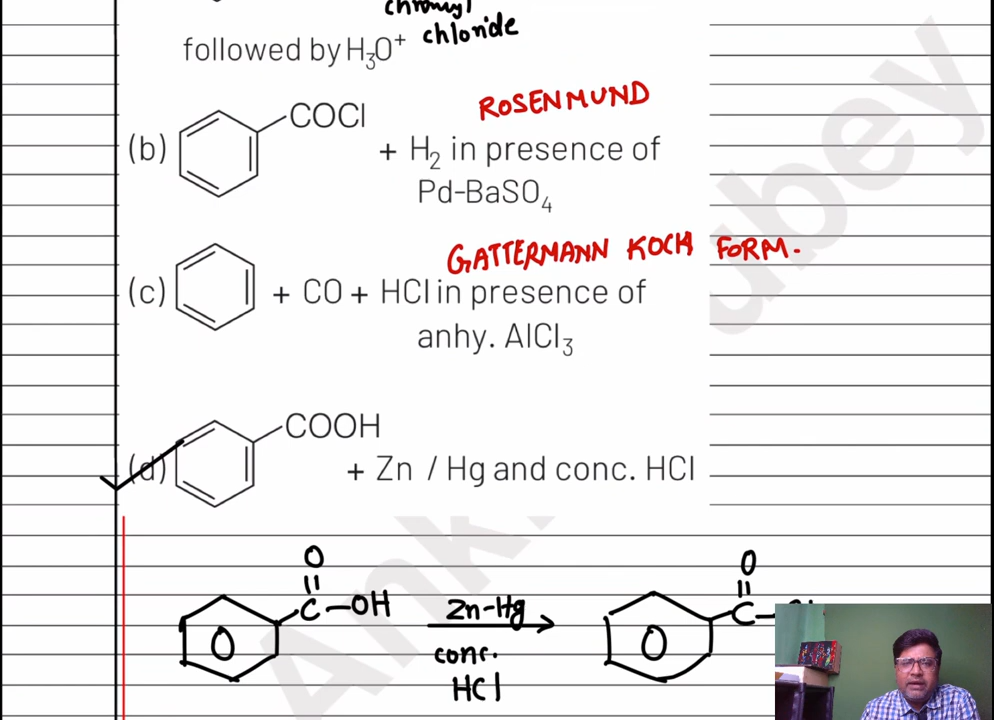 chromyl
chloride
followed by H₃O⁺
ROSENMUND
COCl
(b) + H₂ in presence of
Pd-BaSO₄
GATTERMANN KOCH FORM.
(c) + CO + HCl in presence of
anhy. AlCl₃
COOH
(d) + Zn / Hg and conc. HCl
O
C-OH Zn-Hg
conc.
HCl
O
C-